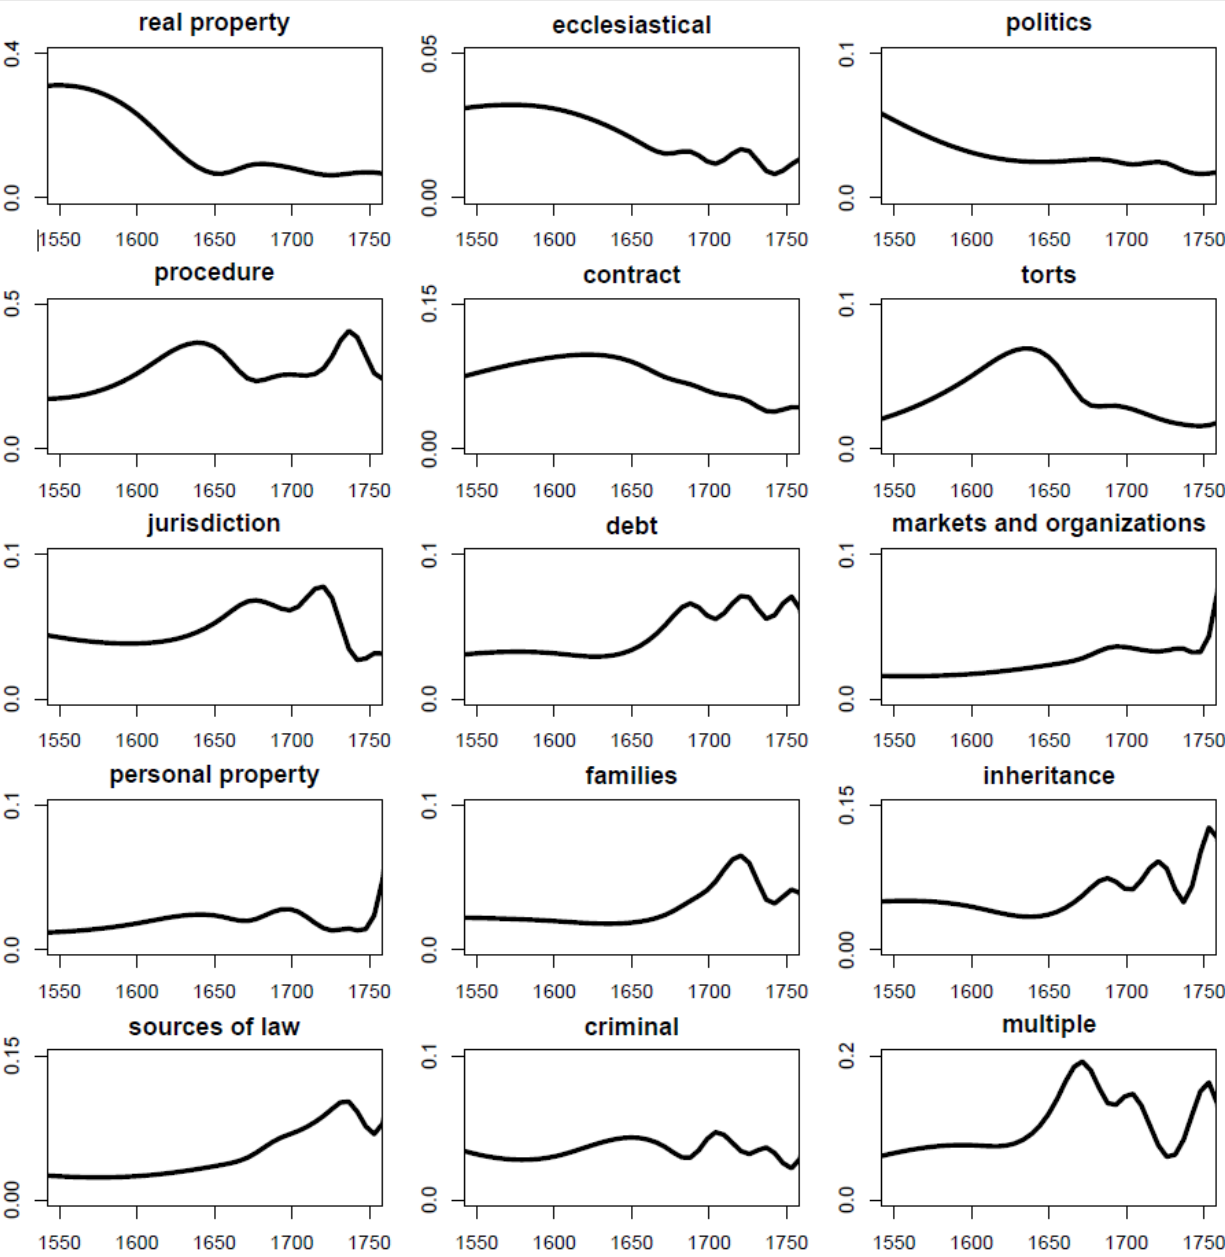 real property ecclesiastical politics
0.4 0.05 0.1
0.0 0.00 0.0
1550 1600 1650 1700 1750 1550 1600 1650 1700 1750 1550 1600 1650 1700 1750
procedure contract torts
0.5 0.15 0.1
0.0 0.00 0.0
1550 1600 1650 1700 1750 1550 1600 1650 1700 1750 1550 1600 1650 1700 1750
jurisdiction debt markets and organizations
0.1 0.1 0.1
0.0 0.0 0.0
1550 1600 1650 1700 1750 1550 1600 1650 1700 1750 1550 1600 1650 1700 1750
personal property families inheritance
0.1 0.1 0.15
0.0 0.0 0.00
1550 1600 1650 1700 1750 1550 1600 1650 1700 1750 1550 1600 1650 1700 1750
sources of law criminal multiple
0.15 0.1 0.2
0.00 0.0 0.0
1550 1600 1650 1700 1750 1550 1600 1650 1700 1750 1550 1600 1650 1700 1750